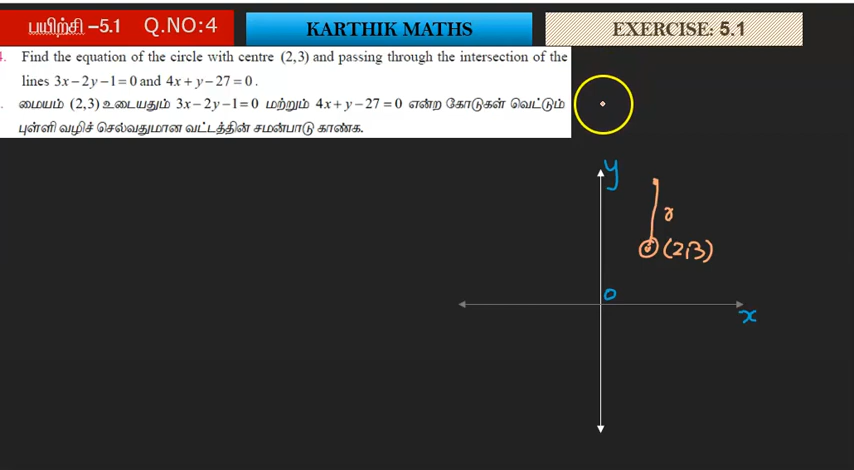 பயிற்சி –5.1 Q.NO:4
KARTHIK MATHS
EXERCISE: 5.1
4. Find the equation of the circle with centre (2,3) and passing through the intersection of the
lines 3x−2y−1=0 and 4x+y−27=0.
. மையம் (2,3) உடையதும் 3x−2y−1=0 மற்றும் 4x+y−27=0 என்ற கோடுகள் வெட்டும்
புள்ளி வழிச் செல்வதுமான வட்டத்தின் சமன்பாடு காண்க.
y
r
(2,3)
0
x